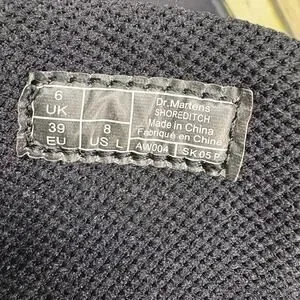 6
UK
39
EU
8
US L
Dr.Martens
SHOREDITCH
Made in China
Fabriqué en Chine
AW004
SK 05 P